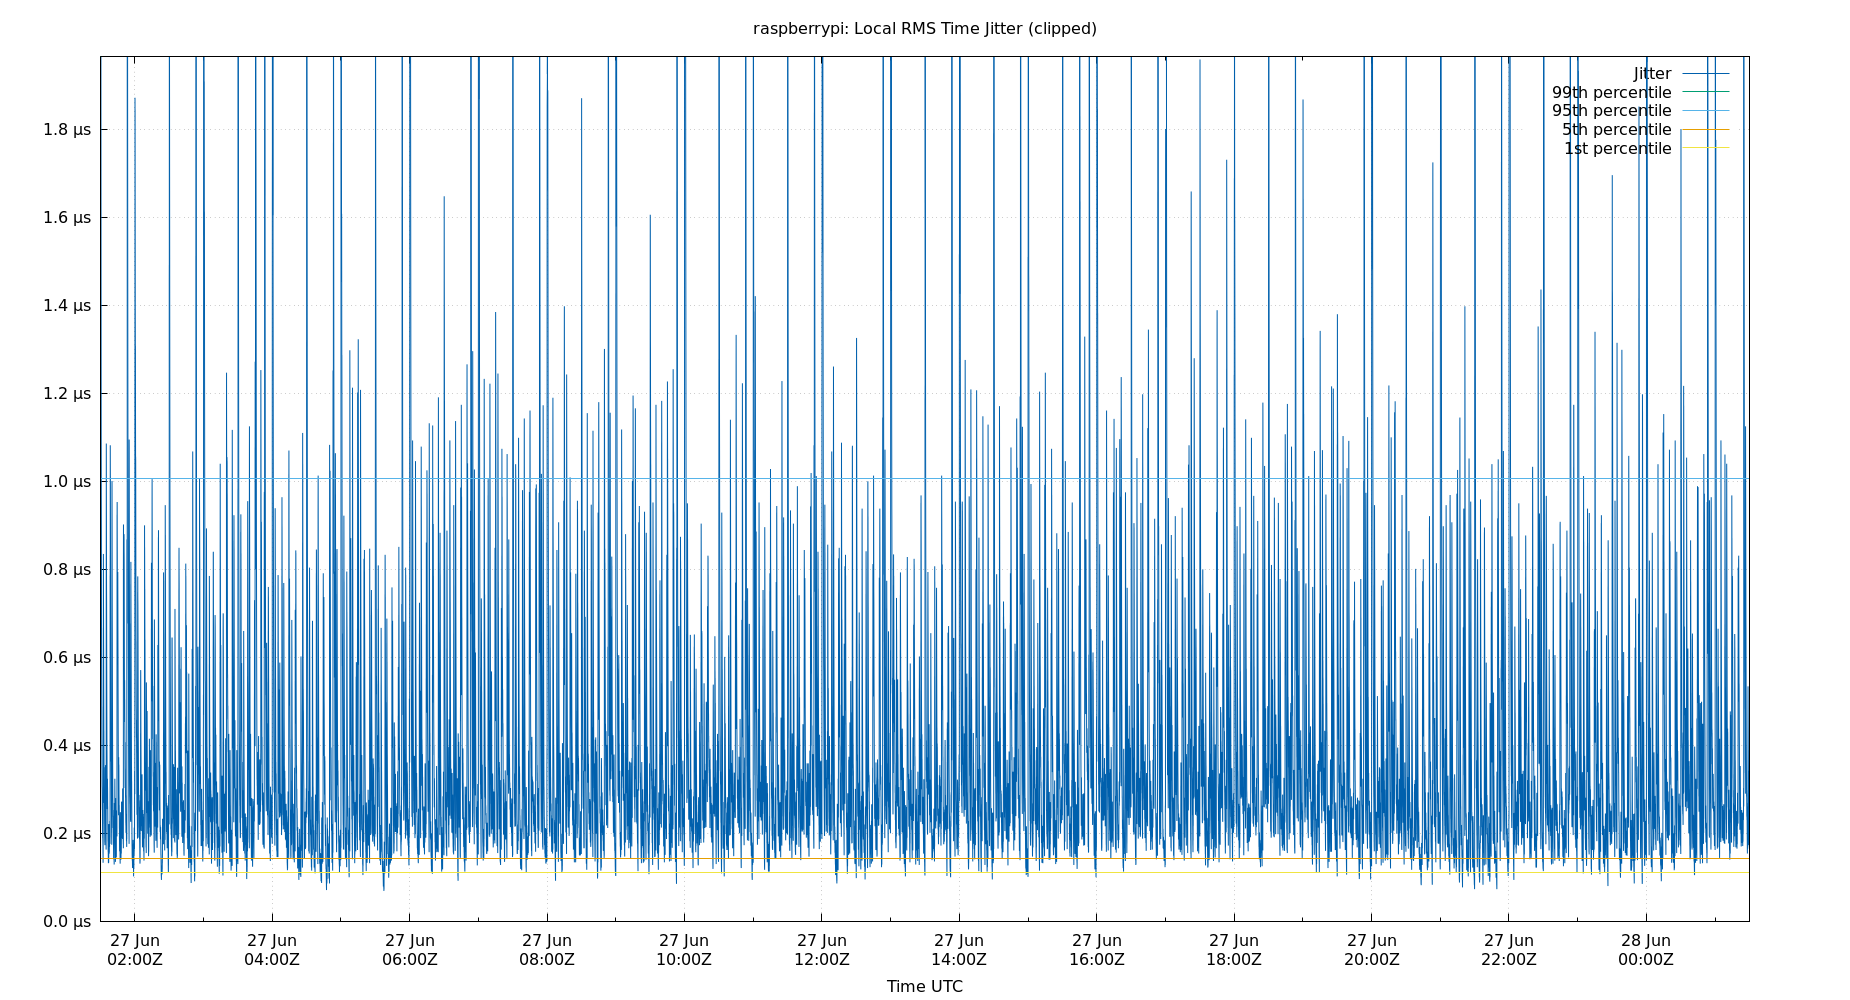 raspberrypi: Local RMS Time Jitter (clipped)
Jitter
99th percentile
95th percentile
5th percentile
1st percentile
1.8 µs
1.6 µs
1.4 µs
1.2 µs
1.0 µs
0.8 µs
0.6 µs
0.4 µs
0.2 µs
0.0 µs
27 Jun 27 Jun 27 Jun 27 Jun 27 Jun 27 Jun 27 Jun 27 Jun 27 Jun 27 Jun 27 Jun 28 Jun
02:00Z 04:00Z 06:00Z 08:00Z 10:00Z 12:00Z 14:00Z 16:00Z 18:00Z 20:00Z 22:00Z 00:00Z
Time UTC